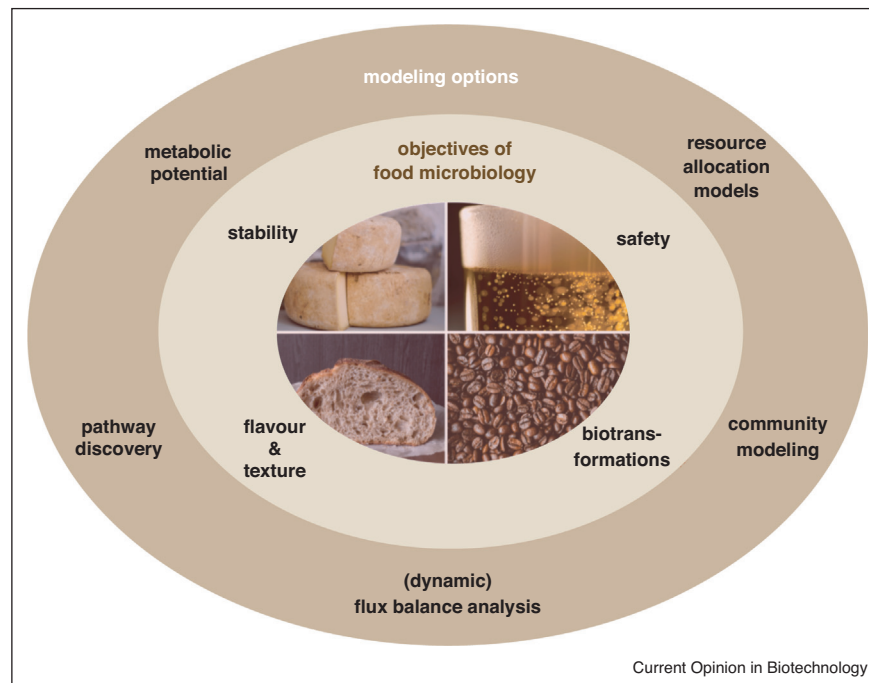 modeling options
metabolic
potential
resource
allocation
models
objectives of
food microbiology
stability
safety
pathway
discovery
flavour
&
texture
biotrans-
formations
community
modeling
(dynamic)
flux balance analysis
Current Opinion in Biotechnology